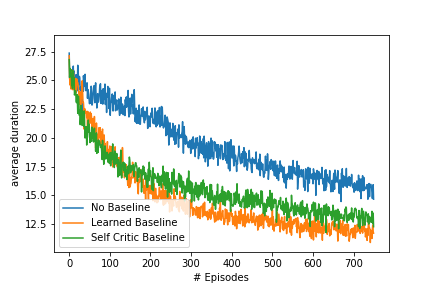 27.5
25.0
22.5
20.0
17.5
15.0
12.5
average duration
No Baseline
Learned Baseline
Self Critic Baseline
0 100 200 300 400 500 600 700
# Episodes